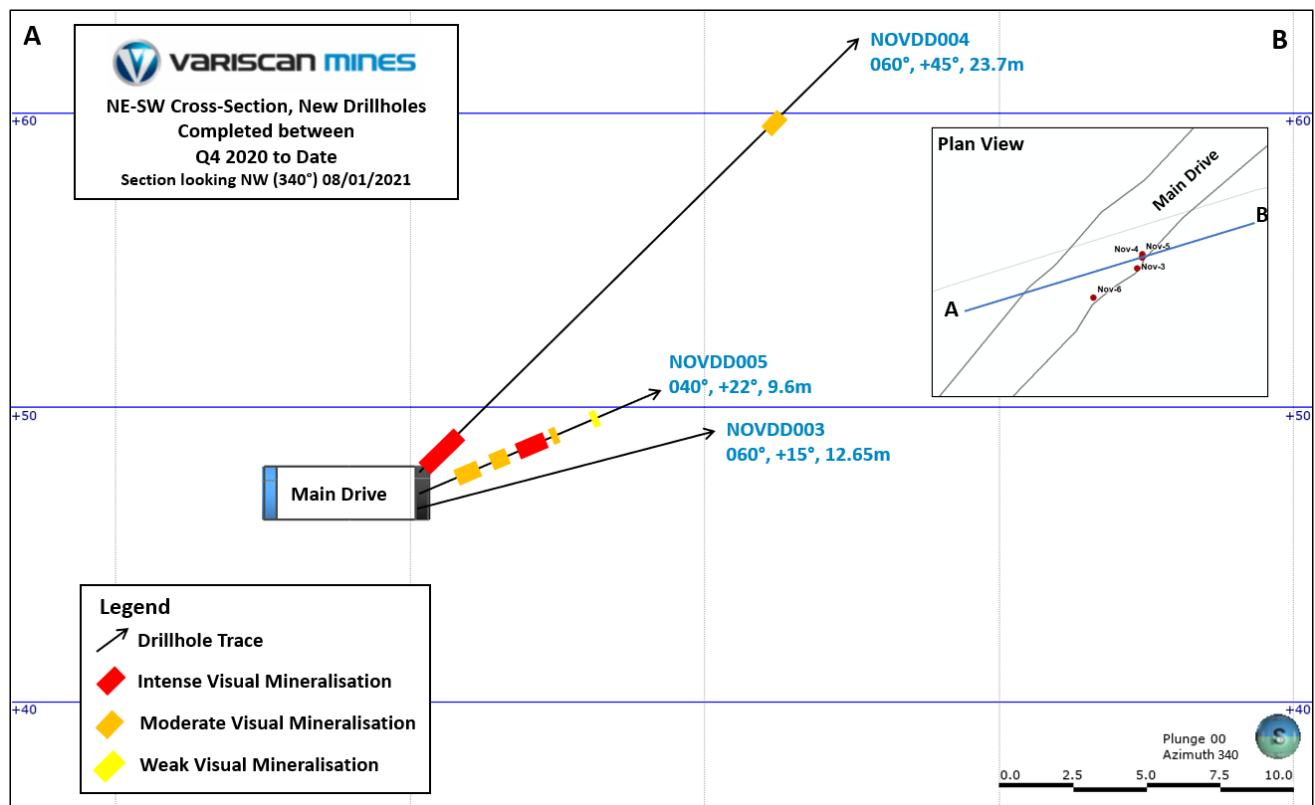 A
VARISCAN MINES
NE-SW Cross-Section, New Drillholes
Completed between
Q4 2020 to Date
Section looking NW (340°) 08/01/2021
NOVDD004
060°, +45°, 23.7m
B
+60
+60
Plan View
Main Drive
B
Nov-4
Nov-5
Nov-3
Nov-6
A
NOVDD005
040°, +22°, 9.6m
+50
+50
NOVDD003
060°, +15°, 12.65m
Main Drive
Legend
Drillhole Trace
Intense Visual Mineralisation
Moderate Visual Mineralisation
Weak Visual Mineralisation
+40
+40
Plunge 00
Azimuth 340
S
0.0 2.5 5.0 7.5 10.0